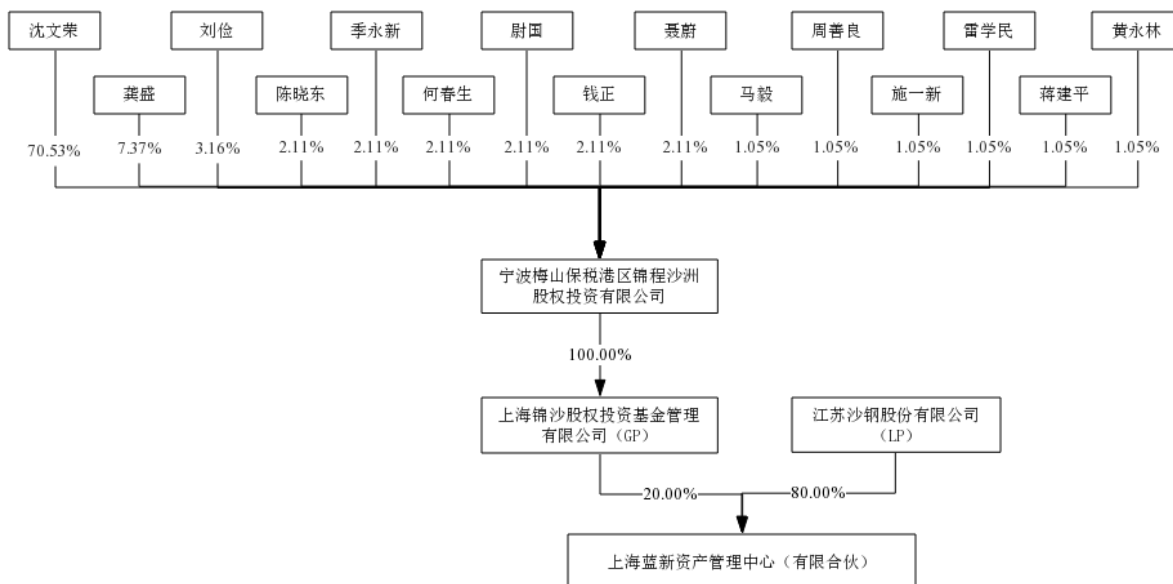 沈文荣
刘俭
季永新
尉国
聂蔚
周善良
雷学民
黄永林
龚盛
陈晓东
何春生
钱正
马毅
施一新
蒋建平
70.53%
7.37%
3.16%
2.11%
2.11%
2.11%
2.11%
2.11%
2.11%
1.05%
1.05%
1.05%
1.05%
1.05%
1.05%
宁波梅山保税港区锦程沙洲
股权投资有限公司
100.00%
上海锦沙股权投资基金管理
有限公司（GP）
江苏沙钢股份有限公司
（LP）
20.00%
80.00%
上海蓝新资产管理中心（有限合伙）